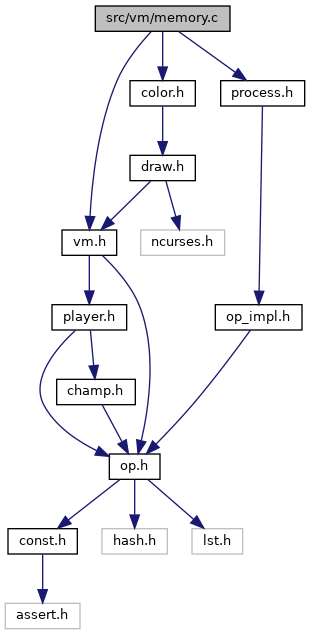 src/vm/memory.c
color.h
process.h
draw.h
vm.h
ncurses.h
player.h
op_impl.h
champ.h
op.h
const.h
hash.h
lst.h
assert.h